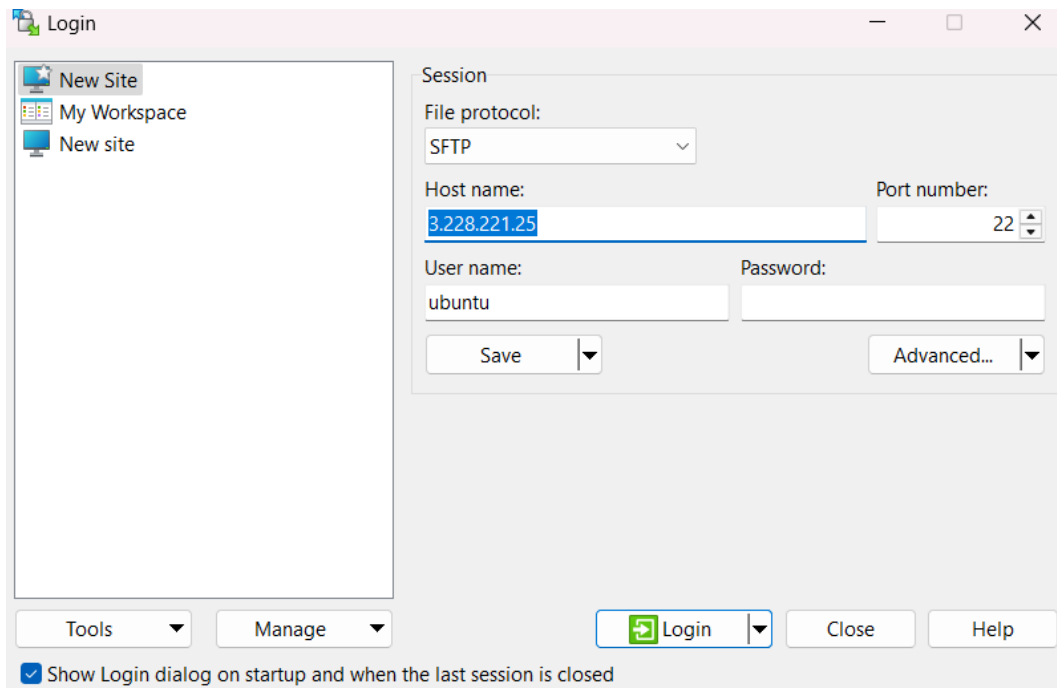 Login
New Site
My Workspace
New site
Session
File protocol:
SFTP
Host name: Port number:
3.228.221.25 22
User name: Password:
ubuntu
Save Advanced...
Tools Manage Login Close Help
Show Login dialog on startup and when the last session is closed